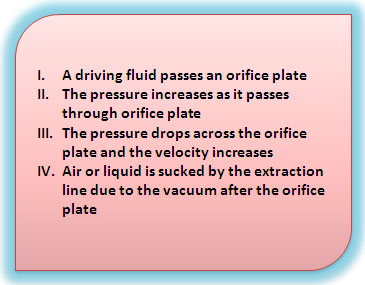 I. A driving fluid passes an orifice plate
II. The pressure increases as it passes
through orifice plate
III. The pressure drops across the orifice
plate and the velocity increases
IV. Air or liquid is sucked by the extraction
line due to the vacuum after the orifice
plate